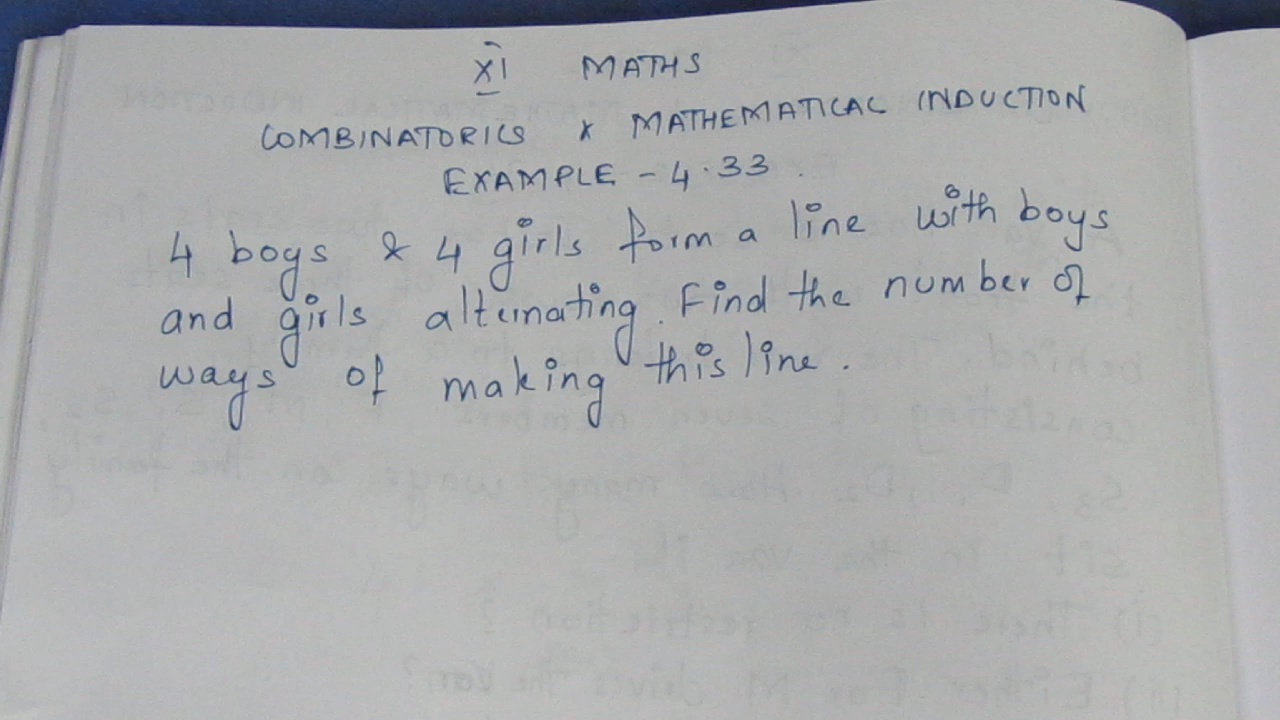 XI MATHS
COMBINATORICS & MATHEMATICAL INDUCTION
EXAMPLE - 4.33.
4 boys & 4 girls form a line with boys
and girls alternating. Find the number of
ways of making this line.